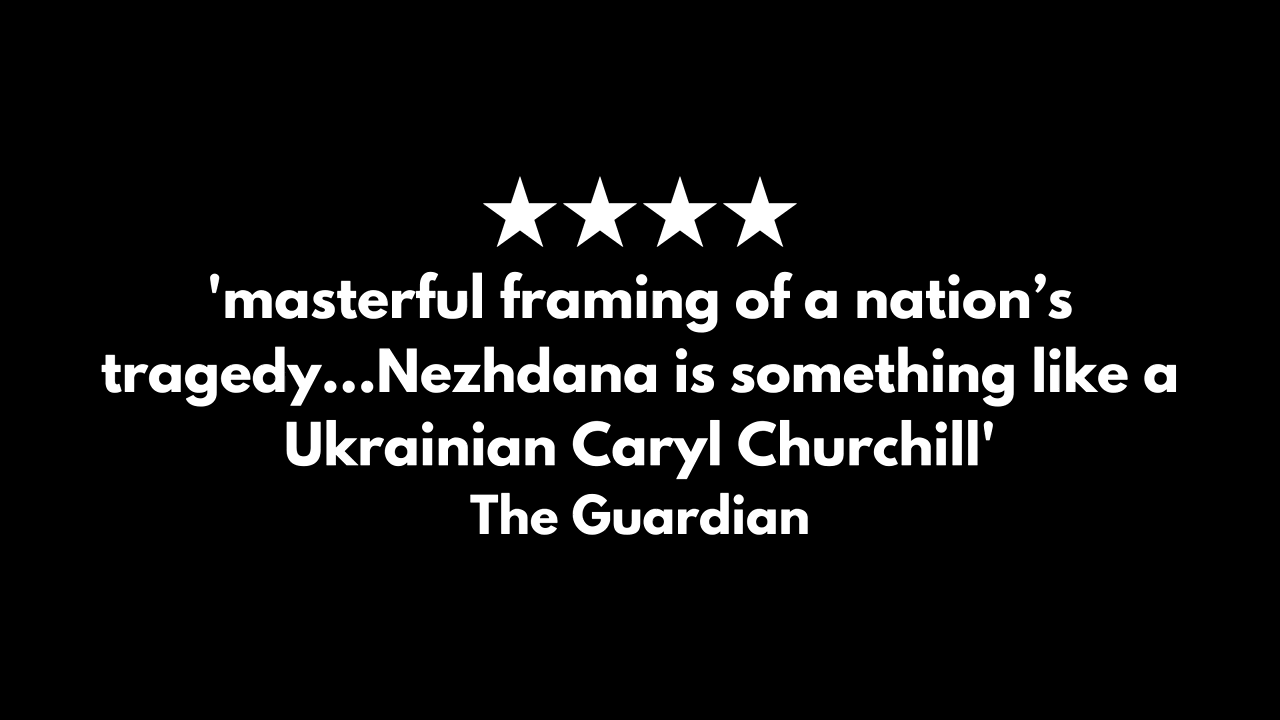 ★★★★
'masterful framing of a nation’s
tragedy...Nezhdana is something like a
Ukrainian Caryl Churchill'
The Guardian